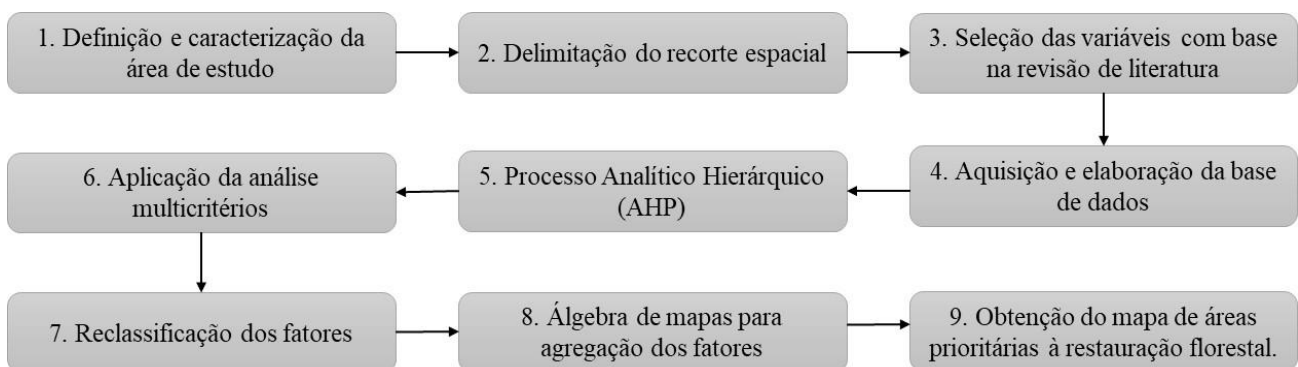 1. Definição e caracterização da
área de estudo
2. Delimitação do recorte espacial
3. Seleção das variáveis com base
na revisão de literatura
4. Aquisição e elaboração da base
de dados
5. Processo Analítico Hierárquico
(AHP)
6. Aplicação da análise
multicritérios
7. Reclassificação dos fatores
8. Álgebra de mapas para
agregação dos fatores
9. Obtenção do mapa de áreas
prioritárias à restauração florestal.